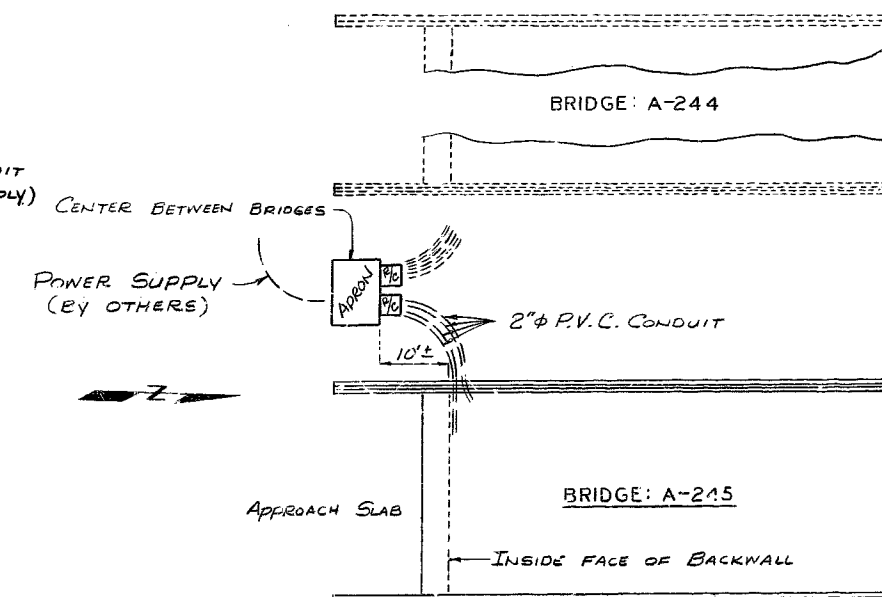 BRIDGE: A-244
CENTER BETWEEN BRIDGES
POWER SUPPLY
(BY OTHERS)
APRON
R/C
R/C
2"φ P.V.C. CONDUIT
10'±
Z
APPROACH SLAB
BRIDGE: A-245
INSIDE FACE OF BACKWALL